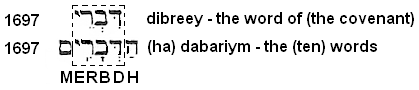 1697 דִּבְרֵי dibreey - the word of (the covenant)
1697 הַדְּבָרִים (ha) dabariym - the (ten) words
MERBDH